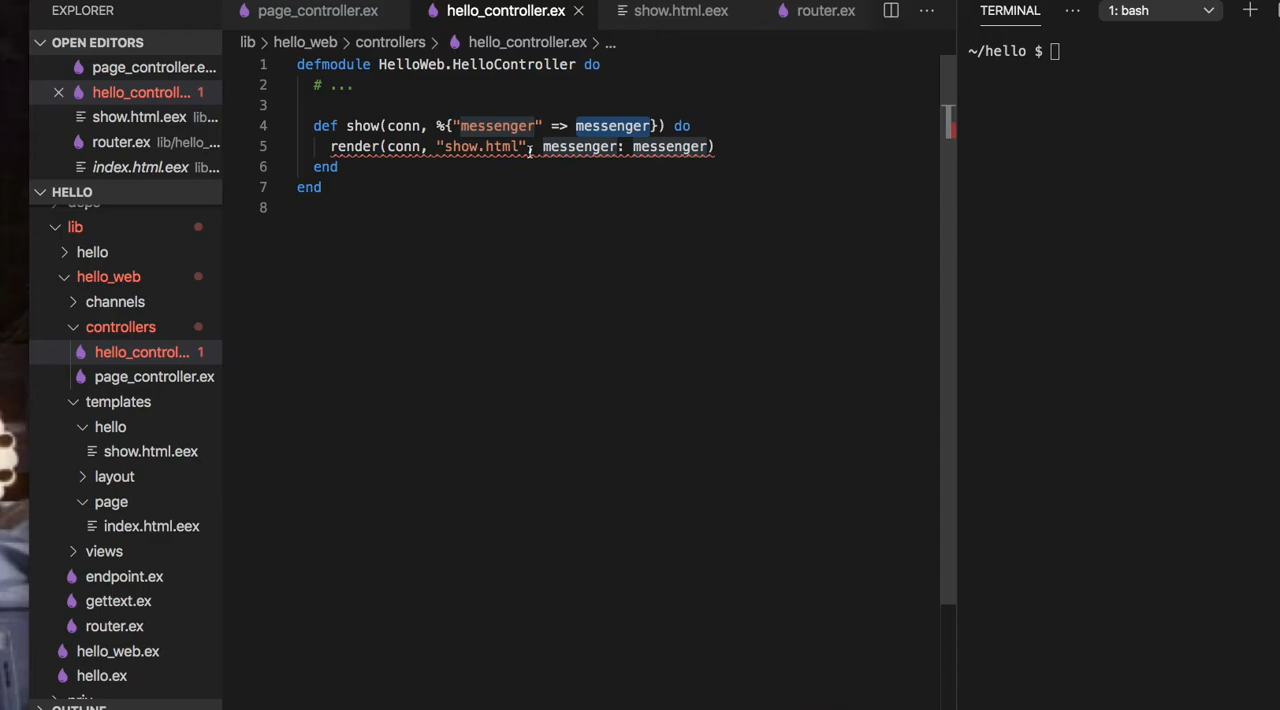 EXPLORER
page_controller.ex
hello_controller.ex
show.html.eex
router.ex
...
TERMINAL
...
1: bash
OPEN EDITORS
page_controller.e...
hello_controll... 1
show.html.eex lib...
router.ex lib/hello_...
index.html.eex lib...
HELLO
lib
hello
hello_web
channels
controllers
hello_control... 1
page_controller.ex
templates
hello
show.html.eex
layout
page
index.html.eex
views
endpoint.ex
gettext.ex
router.ex
hello_web.ex
hello.ex
OUTLINE
lib > hello_web > controllers > hello_controller.ex > ...
1 defmodule HelloWeb.HelloController do
2 # ...
3
4 def show(conn, %{"messenger" => messenger}) do
5 render(conn, "show.html", messenger: messenger)
6 end
7 end
8
~/hello $